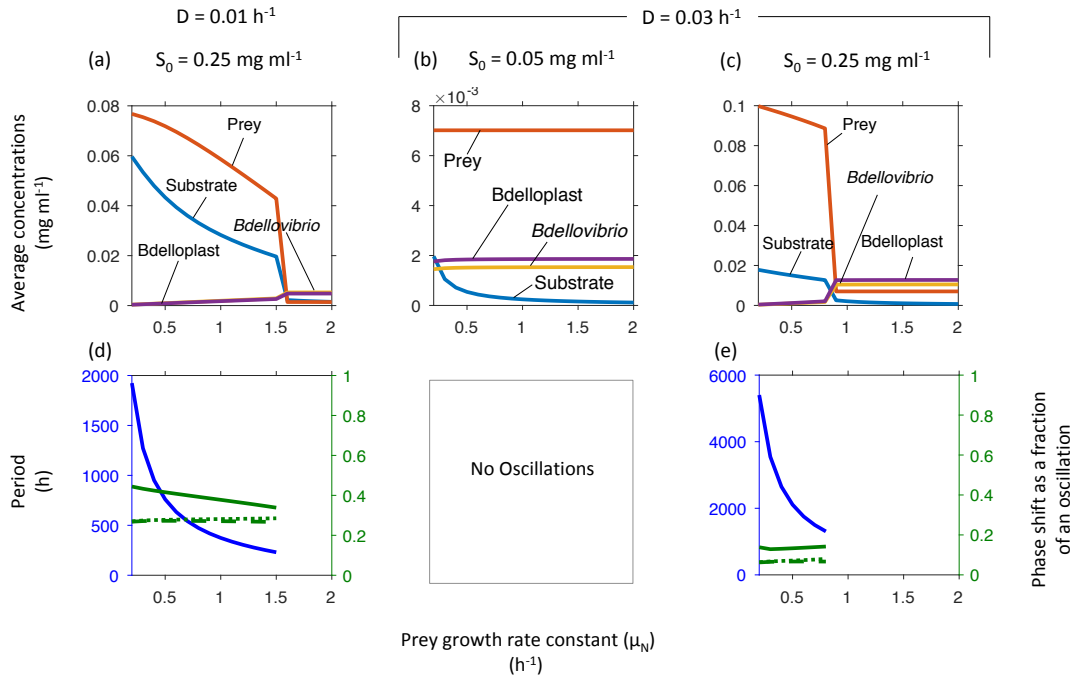 D = 0.01 h-1
D = 0.03 h-1
(a)
S0 = 0.25 mg ml-1
(b)
S0 = 0.05 mg ml-1
(c)
S0 = 0.25 mg ml-1
Average concentrations
(mg ml-1)
0.08
0.06
0.04
0.02
0
0.5
1
1.5
2
Prey
Substrate
Bdellovibrio
Bdelloplast
×10-3
8
6
4
2
0
0.5
1
1.5
2
Prey
Bdelloplast
Bdellovibrio
Substrate
0.1
0.08
0.06
0.04
0.02
0
0.5
1
1.5
2
Prey
Bdellovibrio
Substrate
Bdelloplast
(d)
Period
(h)
2000
1500
1000
500
0
0.5
1
1.5
2
1
0.8
0.6
0.4
0.2
0
No Oscillations
(e)
6000
4000
2000
0
0.5
1
1.5
2
1
0.8
0.6
0.4
0.2
0
Phase shift as a fraction
of an oscillation
Prey growth rate constant (μN)
(h-1)